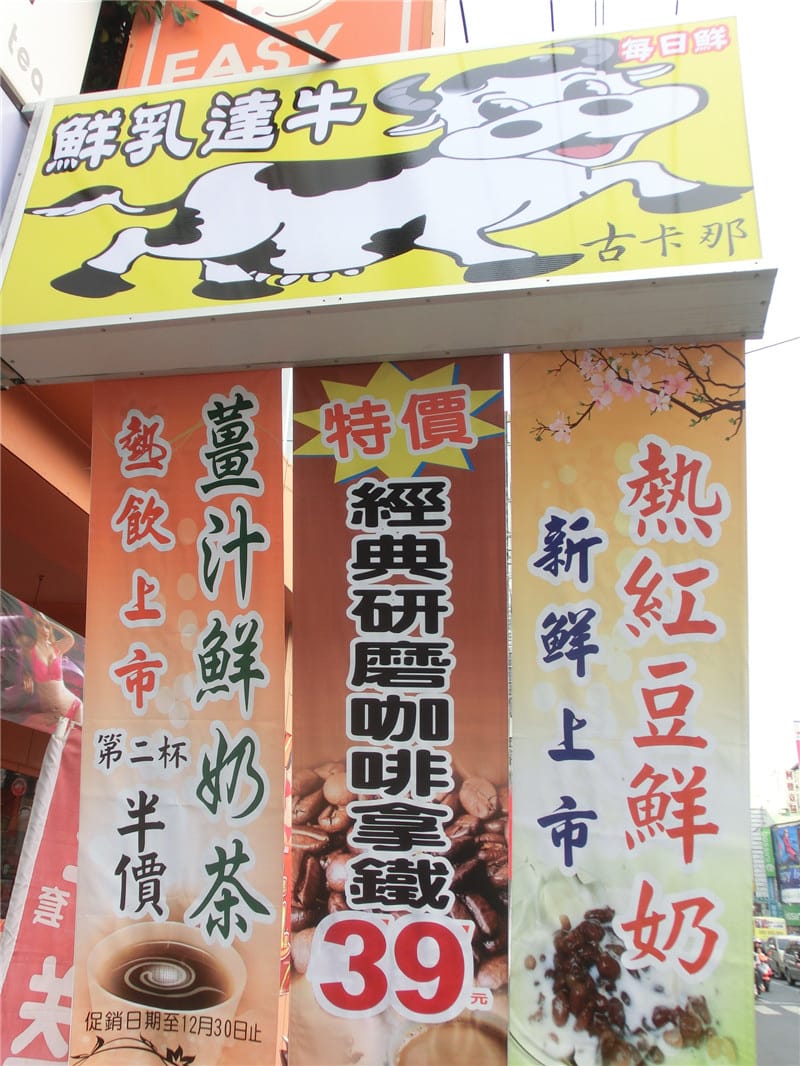 tea
EASY
每日鮮
鮮乳達牛
古卡那
薑汁鮮奶茶
熱飲上市
第二杯
半價
促銷日期至12月30日止
特價
經典研磨咖啡拿鐵
39元
熱紅豆鮮奶
新鮮上市
套